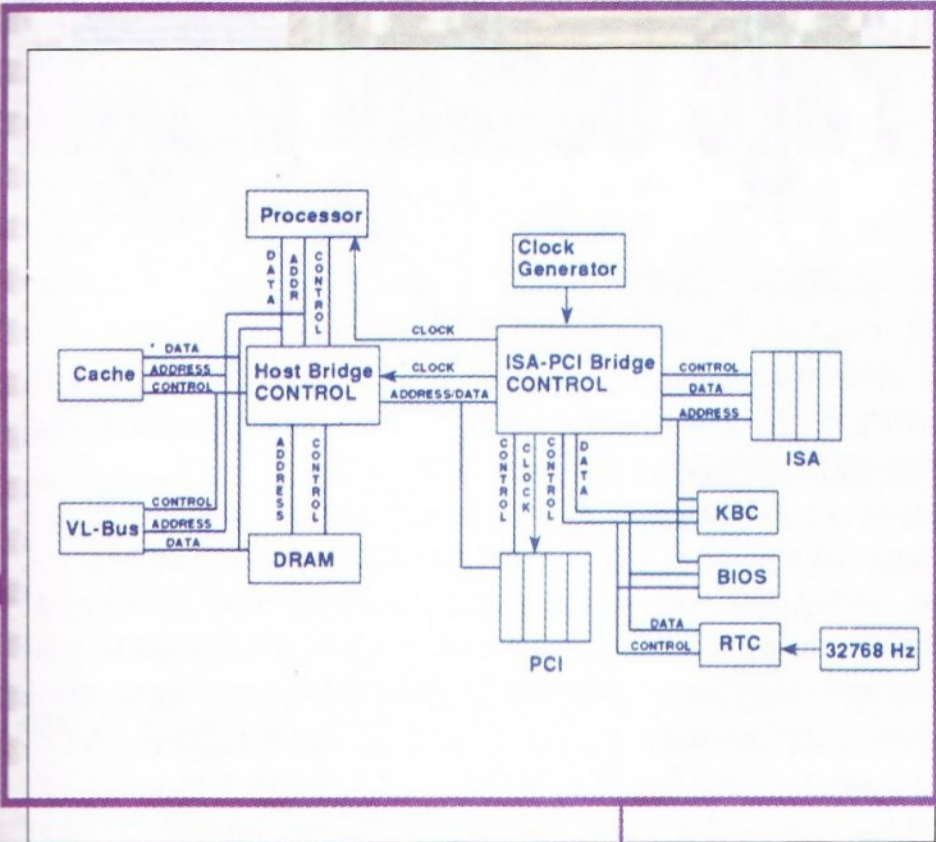 Processor
DATA
ADDR
CONTROL
Clock
Generator
CLOCK
DATA
ADDRESS
CONTROL
Cache
Host Bridge
CONTROL
CLOCK
ADDRESS/DATA
ISA-PCI Bridge
CONTROL
CONTROL
DATA
ADDRESS
ISA
ADDRESS
CONTROL
CONTROL
CLOCK
CONTROL
DATA
CONTROL
ADDRESS
DATA
VL-Bus
DRAM
KBC
BIOS
DATA
CONTROL
RTC
32768 Hz
PCI